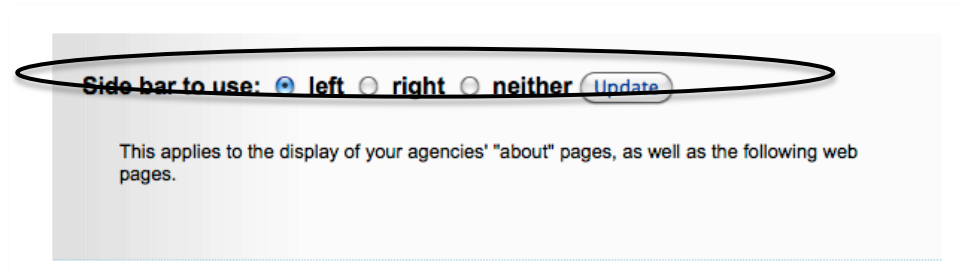 Side bar to use: left right neither Update
This applies to the display of your agencies' "about" pages, as well as the following web
pages.